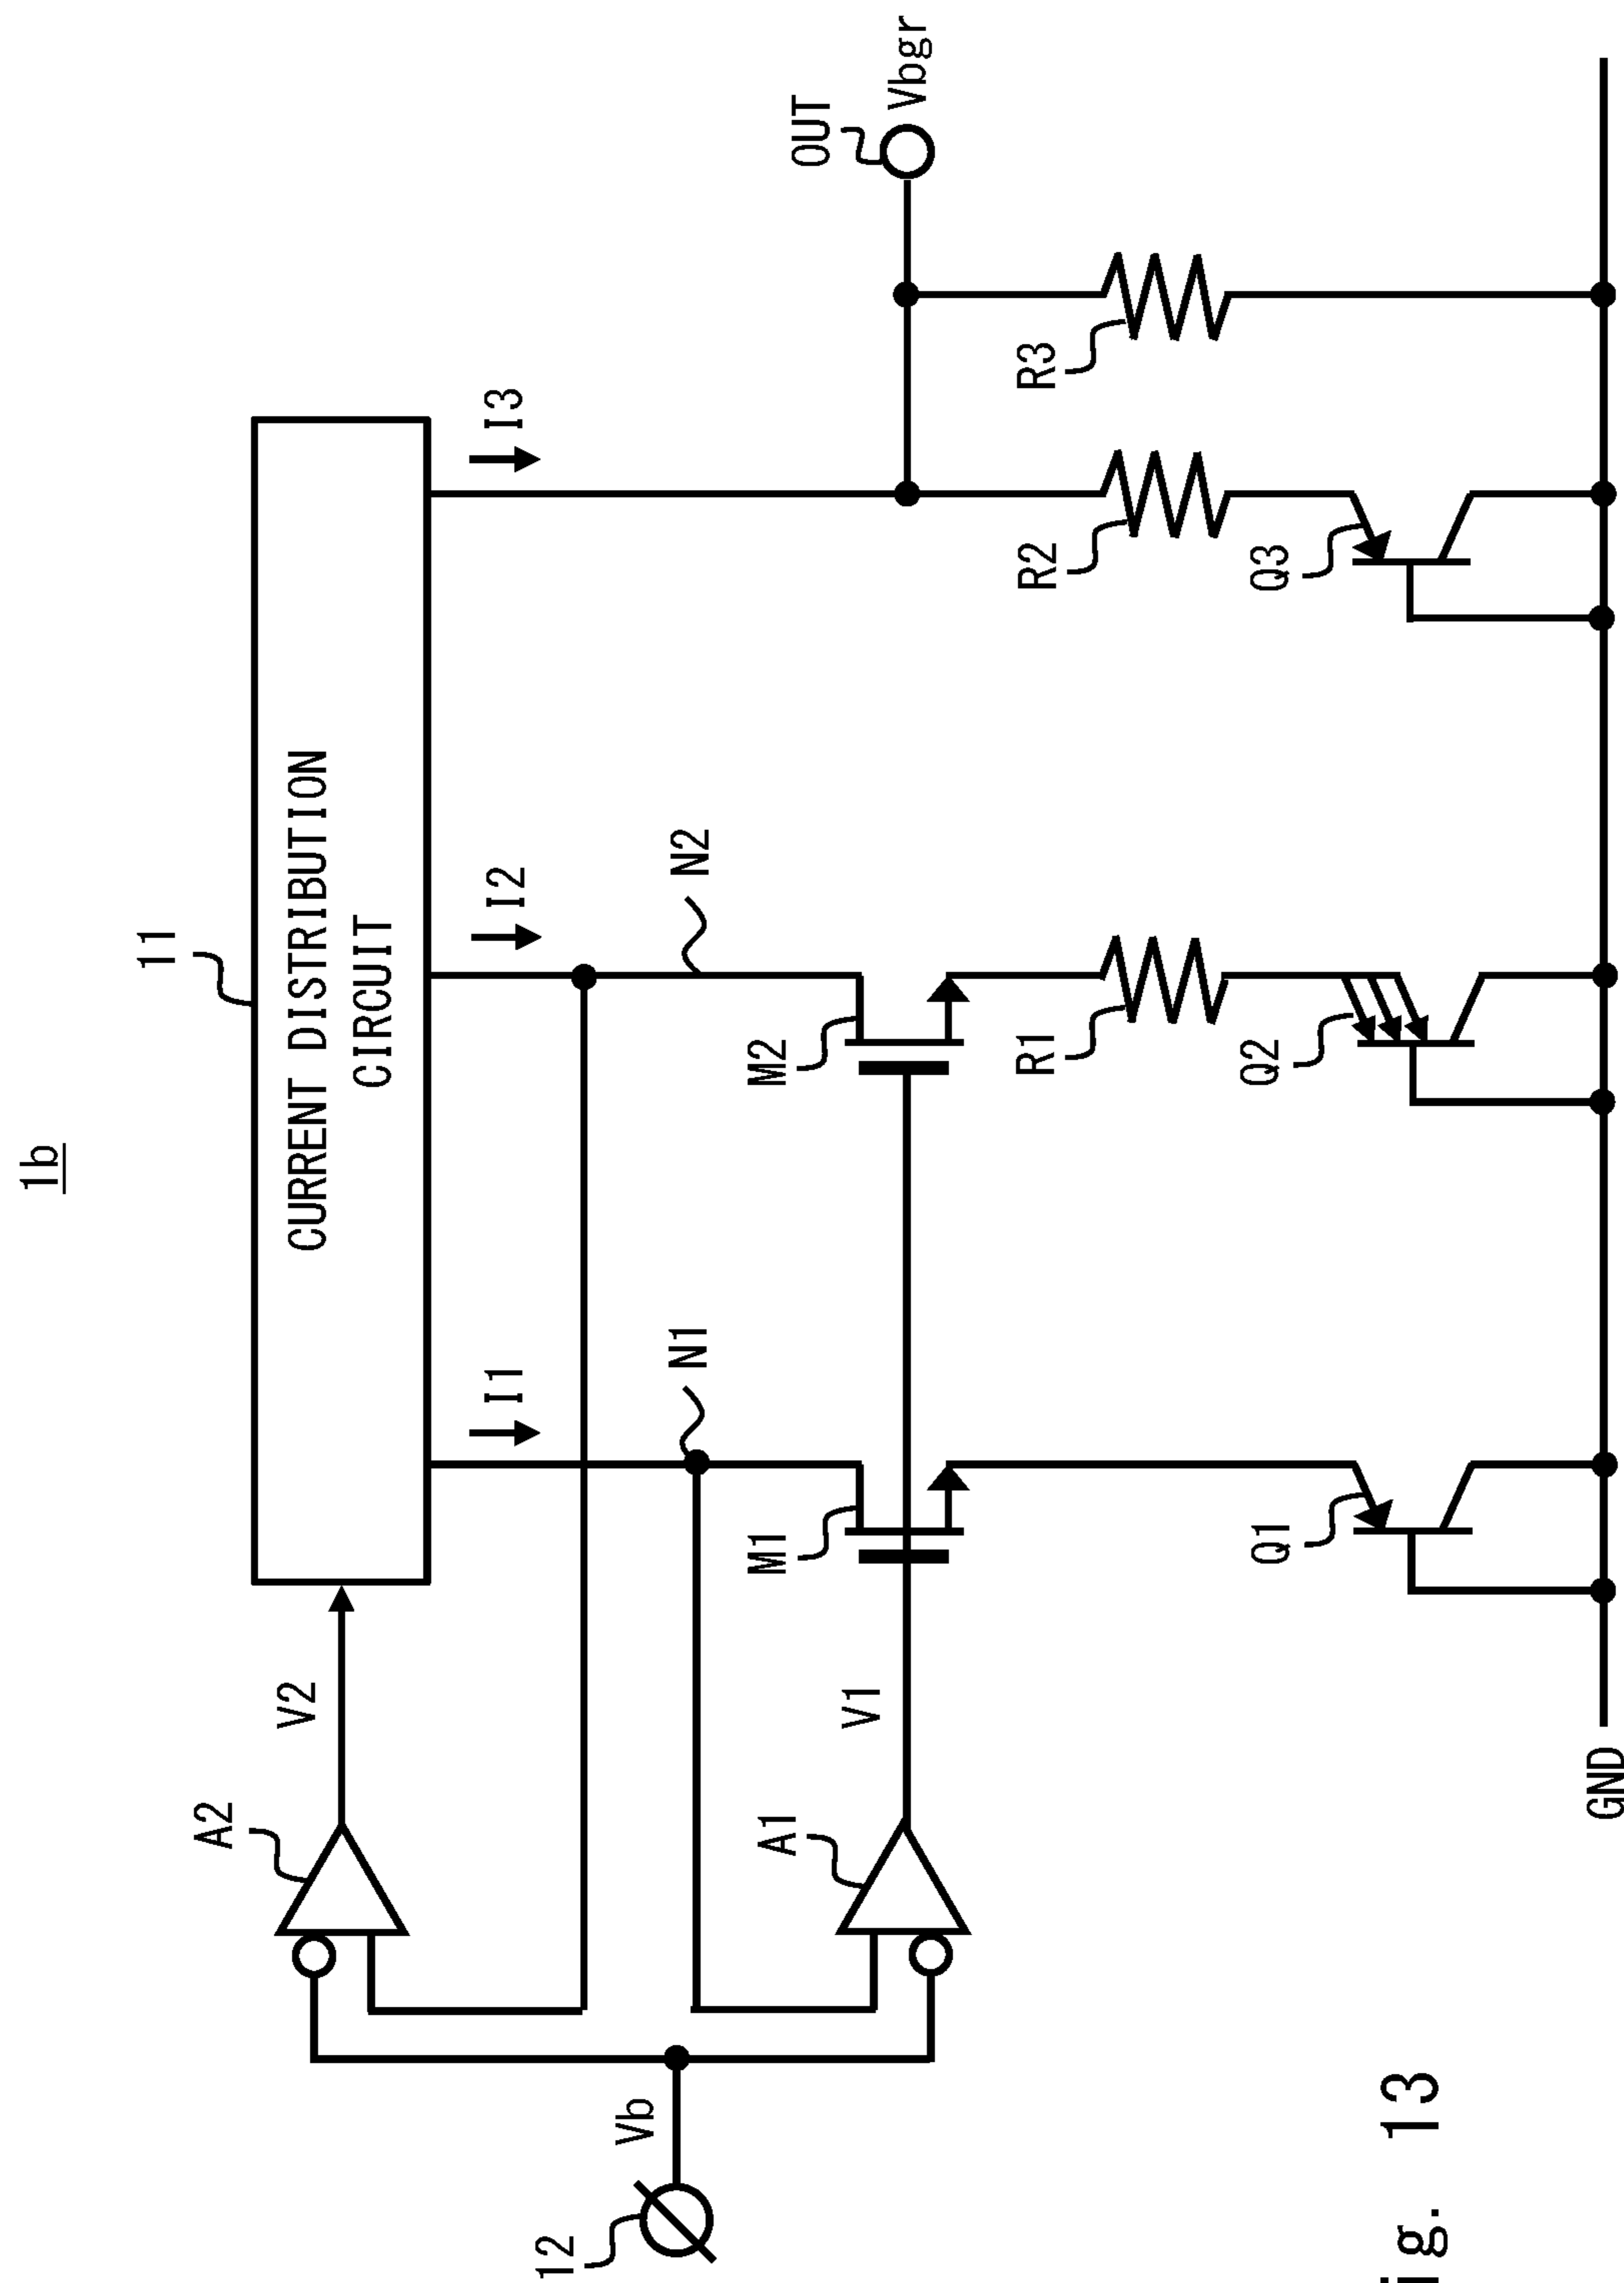 1b
11
CURRENT DISTRIBUTION
CIRCUIT
A2
V2
I1
I2
I3
N1
N2
OUT
Vbgr
12
Vb
A1
V1
M1
M2
R1
R2
R3
Q1
Q2
Q3
GND
ig. 13